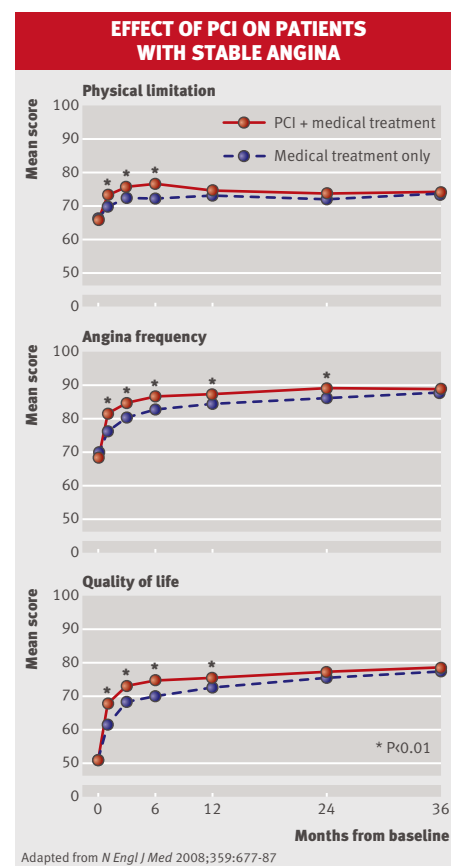 EFFECT OF PCI ON PATIENTS
WITH STABLE ANGINA
Physical limitation
Mean score
100
90
80
70
60
50
0
PCI + medical treatment
Medical treatment only
* * *
Angina frequency
Mean score
100
90
80
70
60
50
0
* * * * *
Quality of life
Mean score
100
90
80
70
60
50
0
* * * *
* P<0.01
0 6 12 24 36
Months from baseline
Adapted from N Engl J Med 2008;359:677-87